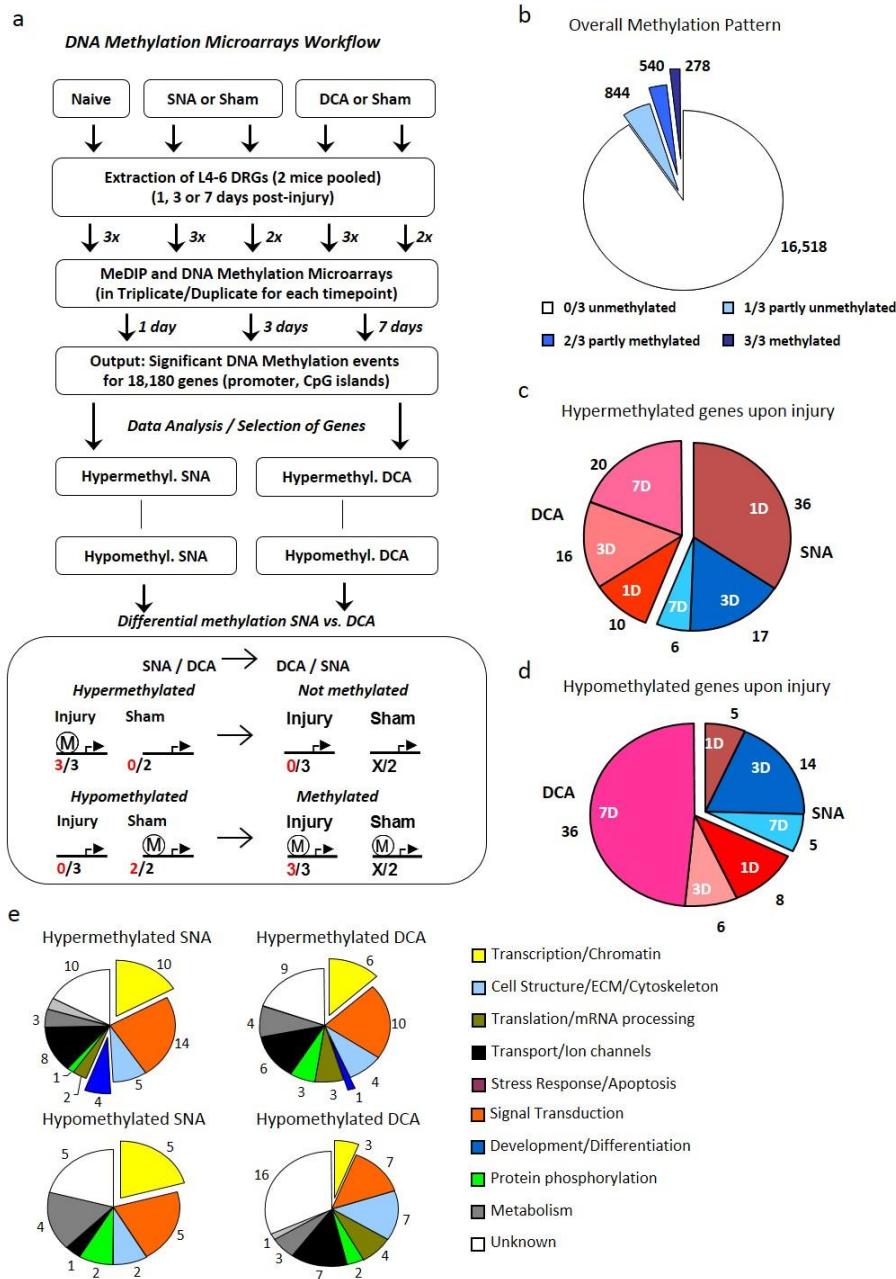 a
DNA Methylation Microarrays Workflow
Naive
SNA or Sham
DCA or Sham
Extraction of L4-6 DRGs (2 mice pooled)
(1, 3 or 7 days post-injury)
3x
3x
2x
3x
2x
MeDIP and DNA Methylation Microarrays
(in Triplicate/Duplicate for each timepoint)
1 day
3 days
7 days
Output: Significant DNA Methylation events
for 18,180 genes (promoter, CpG islands)
Data Analysis / Selection of Genes
Hypermethyl. SNA
Hypermethyl. DCA
Hypomethyl. SNA
Hypomethyl. DCA
Differential methylation SNA vs. DCA
SNA / DCA
DCA / SNA
Hypermethylated
Not methylated
Injury
Sham
Injury
Sham
M
3/3
0/2
0/3
X/2
Hypomethylated
Methylated
Injury
Sham
Injury
Sham
M
M
M
0/3
2/2
3/3
X/2
b
Overall Methylation Pattern
844
540
278
16,518
0/3 unmethylated
1/3 partly unmethylated
2/3 partly methylated
3/3 methylated
c
Hypermethylated genes upon injury
20
7D
1D
36
DCA
SNA
16
3D
1D
7D
3D
10
6
17
d
Hypomethylated genes upon injury
5
1D
14
3D
DCA
7D
SNA
36
7D
5
1D
3D
8
6
e
Hypermethylated SNA
10
10
3
8
14
1
2
4
5
Hypermethylated DCA
9
6
4
10
6
3
3
1
4
Hypomethylated SNA
5
5
4
5
1
2
2
Hypomethylated DCA
3
16
7
7
1
3
7
2
4
Transcription/Chromatin
Cell Structure/ECM/Cytoskeleton
Translation/mRNA processing
Transport/Ion channels
Stress Response/Apoptosis
Signal Transduction
Development/Differentiation
Protein phosphorylation
Metabolism
Unknown